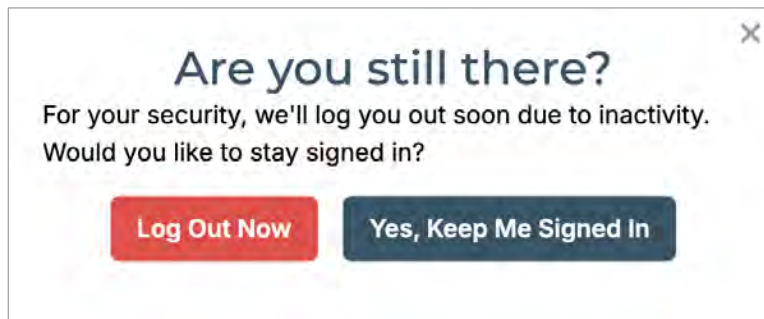 Are you still there?
For your security, we'll log you out soon due to inactivity.
Would you like to stay signed in?
Log Out Now
Yes, Keep Me Signed In